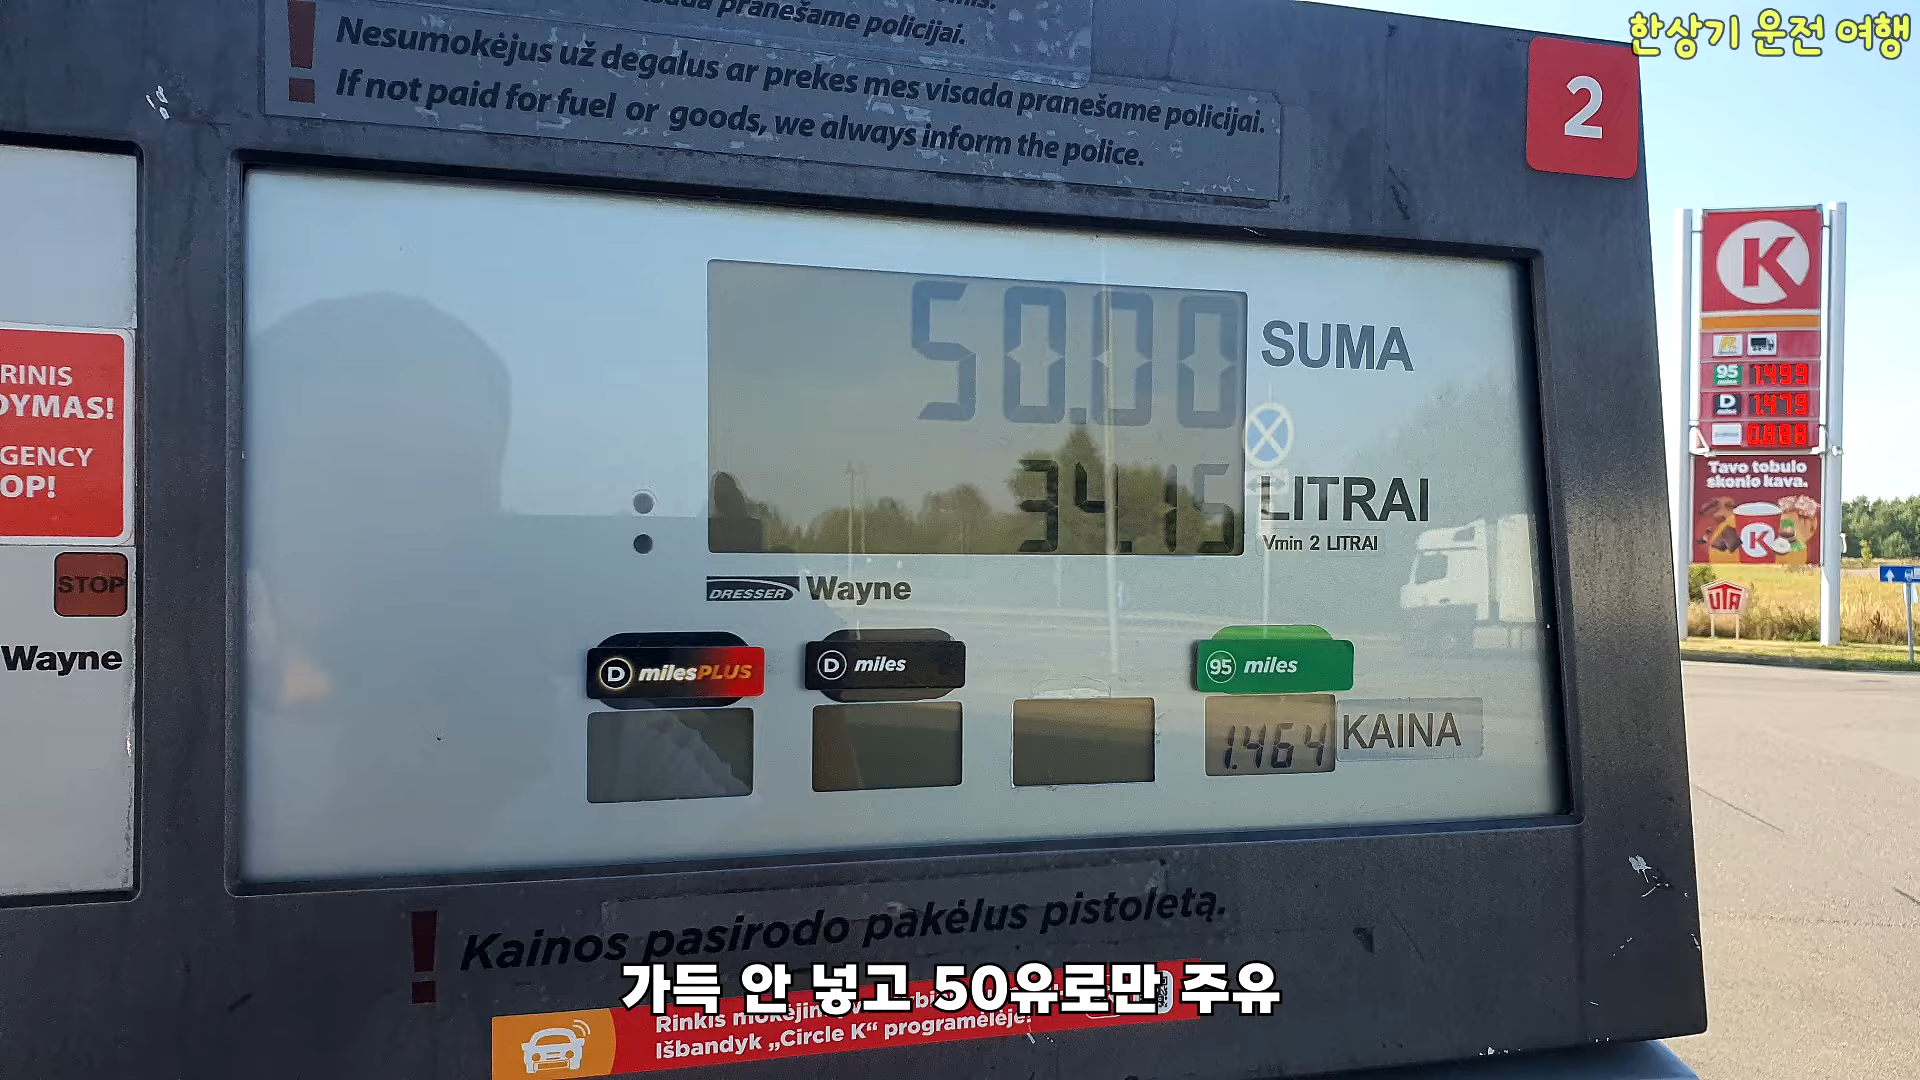 한상기 운전 여행
pranešame policijai.
Nesumokėjus už degalus ar prekes mes visada pranešame policijai.
If not paid for fuel or goods, we always inform the police.
2
K
95 1.499
D 1.479
Tavo tobulo
skonio kava.
K
UTA
RINIS
DYMAS!
GENCY
OP!
STOP
Wayne
50.00 SUMA
34.15 LITRAI
Vmin 2 LITRAI
DRESSER Wayne
D milesPLUS
D miles
95 miles
1.464 KAINA
Kainos pasirodo pakėlus pistoletą.
가득 안 넣고 50유로만 주유
Rinkis
Išbandyk „Circle K“ programėlėje!